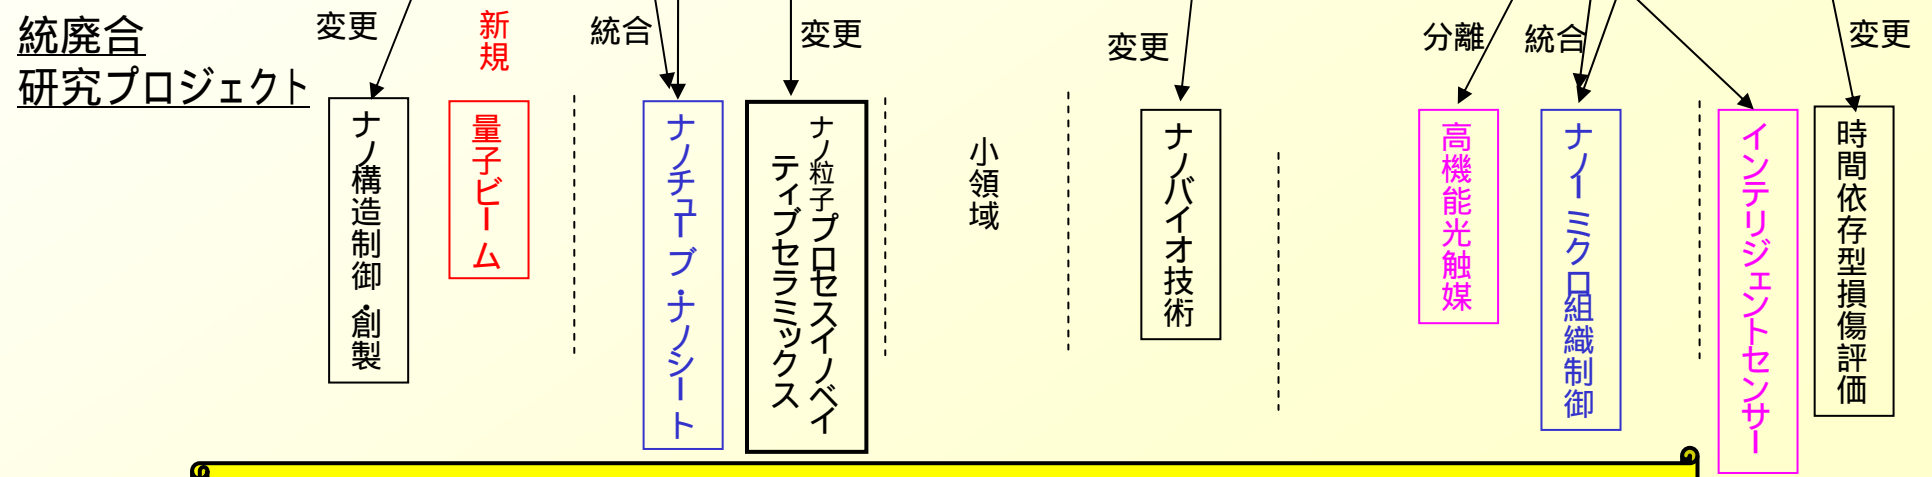 統廃合
研究プロジェクト
変更
新規
統合
変更
変更
分離
統合
変更
ナノ構造制御・創製
量子ビーム
ナノチューブ・ナノシート
ナノ粒子プロセスイノベイ
ティブセラミックス
小領域
ナノバイオ技術
高機能光触媒
ナノーミクロ組織制御
インテリジェントセンサー
時間依存型損傷評価